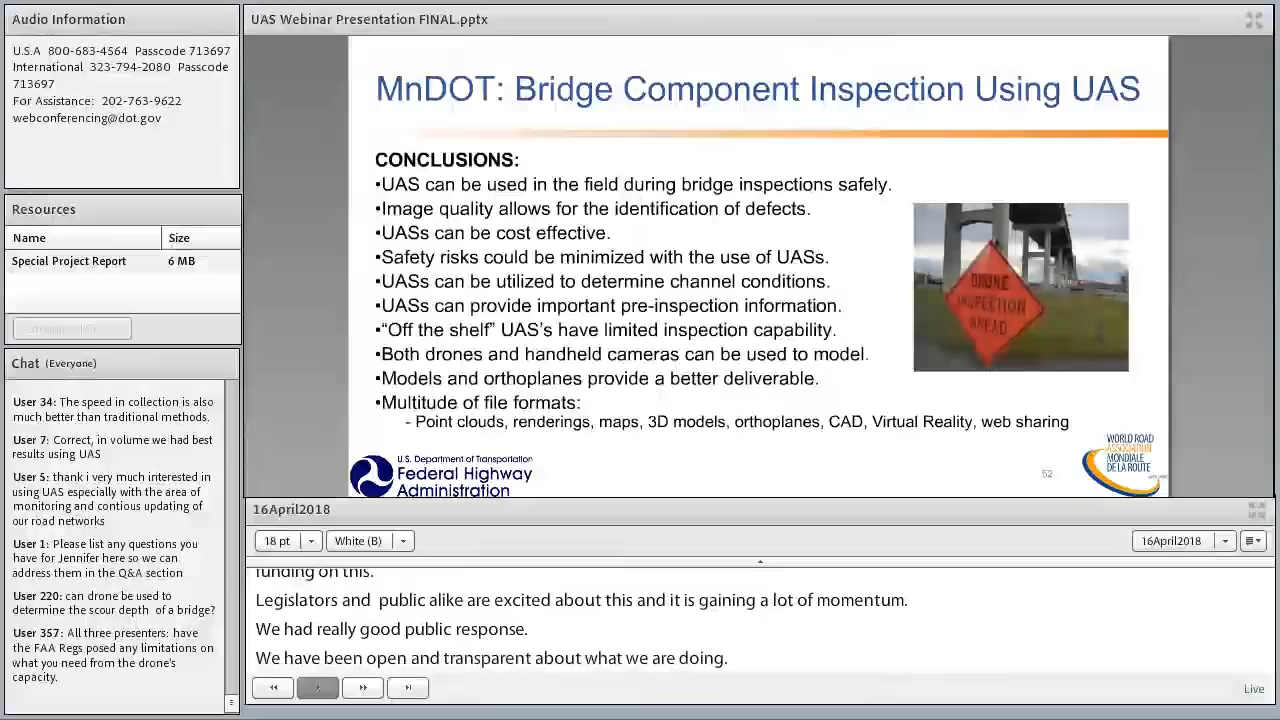 Audio Information
U.S.A  800-683-4564  Passcode 713697
International  323-794-2080  Passcode
713697
For Assistance:  202-763-9622
webconferencing@dot.gov
Resources
Name
Size
Special Project Report
6 MB
Chat (Everyone)
User 34: The speed in collection is also
much better than traditional methods.
User 7: Correct, in volume we had best
results using UAS
User 5: thank i very much interested in
using UAS especially with the area of
monitoring and contious updating of
our road networks
User 1: Please list any questions you
have for Jennifer here so we can
address them in the Q&A section
User 220: can drone be used to
determine the scour depth  of a bridge?
User 357: All three presenters: have
the FAA Regs posed any limitations on
what you need from the drone's
capacity.
UAS Webinar Presentation FINAL.pptx
MnDOT: Bridge Component Inspection Using UAS
CONCLUSIONS:
•UAS can be used in the field during bridge inspections safely.
•Image quality allows for the identification of defects.
•UASs can be cost effective.
•Safety risks could be minimized with the use of UASs.
•UASs can be utilized to determine channel conditions.
•UASs can provide important pre-inspection information.
•“Off the shelf” UAS’s have limited inspection capability.
•Both drones and handheld cameras can be used to model.
•Models and orthoplanes provide a better deliverable.
•Multitude of file formats:
- Point clouds, renderings, maps, 3D models, orthoplanes, CAD, Virtual Reality, web sharing
DRONE
INSPECTION
AHEAD
U.S. Department of Transportation
Federal Highway
Administration
52
WORLD ROAD
ASSOCIATION
MONDIALE
DE LA ROUTE
16April2018
18 pt
White (B)
16April2018
funding on this.
Legislators and  public alike are excited about this and it is gaining a lot of momentum.
We had really good public response.
We have been open and transparent about what we are doing.
Live